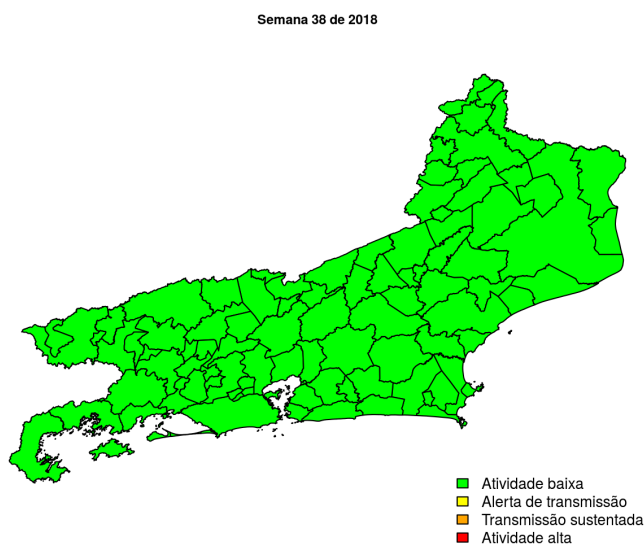 Semana 38 de 2018
Atividade baixa
Alerta de transmissão
Transmissão sustentada
Atividade alta